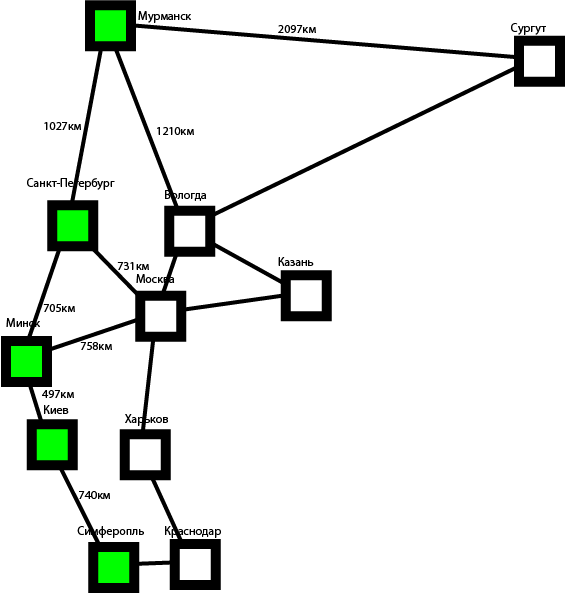 Мурманск
2097км
Сургут
1027км
1210км
Санкт-Петербург
Вологда
731км
Москва
Казань
705км
Минск
758км
497км
Киев
Харьков
740км
Симферопль
Краснодар